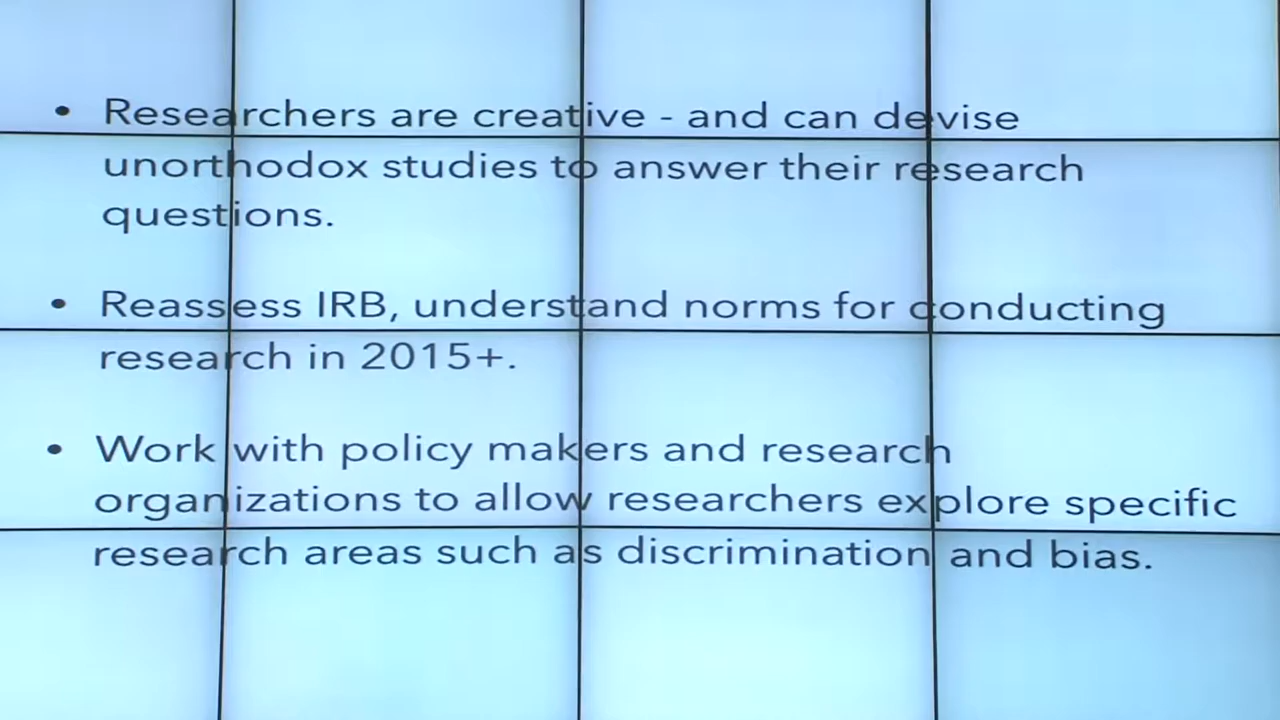 • Researchers are creative - and can devise
unorthodox studies to answer their research
questions.
• Reassess IRB, understand norms for conducting
research in 2015+.
• Work with policy makers and research
organizations to allow researchers explore specific
research areas such as discrimination and bias.